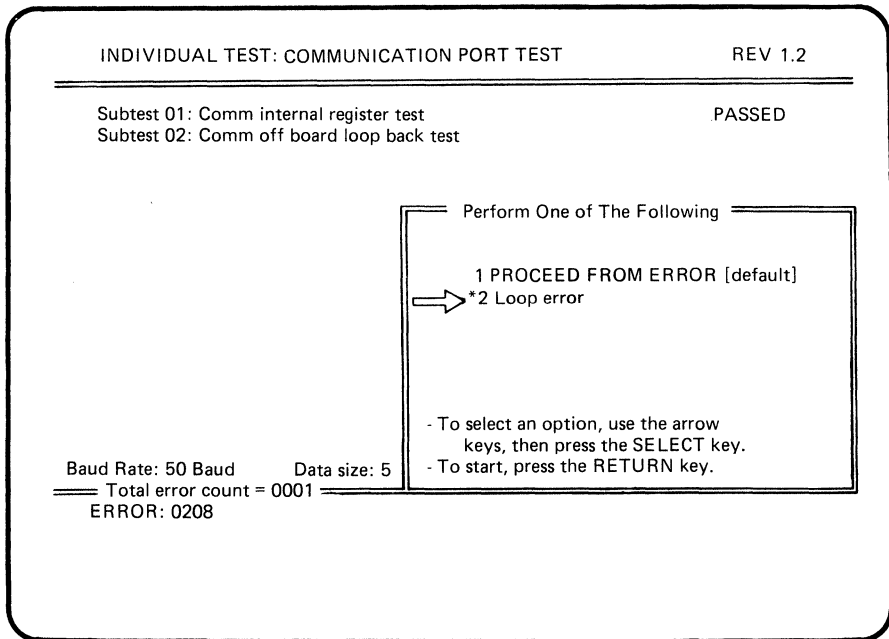 INDIVIDUAL TEST: COMMUNICATION PORT TEST REV 1.2
Subtest 01: Comm internal register test PASSED
Subtest 02: Comm off board loop back test
Perform One of The Following
1 PROCEED FROM ERROR [default]
*2 Loop error
- To select an option, use the arrow
keys, then press the SELECT key.
- To start, press the RETURN key.
Baud Rate: 50 Baud Data size: 5
Total error count = 0001
ERROR: 0208